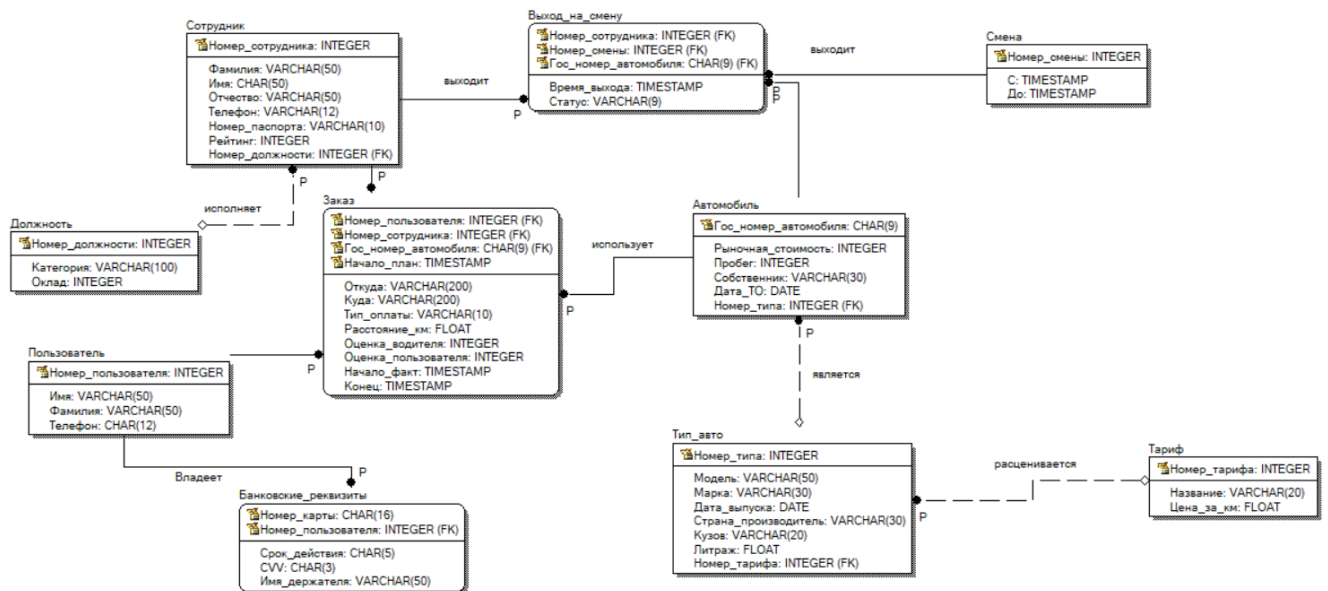 Сотрудник
Номер_сотрудника: INTEGER
Фамилия: VARCHAR(50)
Имя: CHAR(50)
Отчество: VARCHAR(50)
Телефон: VARCHAR(12)
Номер_паспорта: VARCHAR(10)
Рейтинг: INTEGER
Номер_должности: INTEGER (FK)
выходит
P
Выход_на_смену
Номер_сотрудника: INTEGER (FK)
Номер_смены: INTEGER (FK)
Гос_номер_автомобиля: CHAR(9) (FK)
Время_выхода: TIMESTAMP
Статус: VARCHAR(9)
выходит
P
P
Смена
Номер_смены: INTEGER
С: TIMESTAMP
До: TIMESTAMP
P
P
исполняет
Должность
Номер_должности: INTEGER
Категория: VARCHAR(100)
Оклад: INTEGER
Заказ
Номер_пользователя: INTEGER (FK)
Номер_сотрудника: INTEGER (FK)
Гос_номер_автомобиля: CHAR(9) (FK)
Начало_план: TIMESTAMP
Откуда: VARCHAR(200)
Куда: VARCHAR(200)
Тип_оплаты: VARCHAR(10)
Расстояние_км: FLOAT
Оценка_водителя: INTEGER
Оценка_пользователя: INTEGER
Начало_факт: TIMESTAMP
Конец: TIMESTAMP
использует
P
Автомобиль
Гос_номер_автомобиля: CHAR(9)
Рыночная_стоимость: INTEGER
Пробег: INTEGER
Собственник: VARCHAR(30)
Дата_ТО: DATE
Номер_типа: INTEGER (FK)
P
является
Пользователь
Номер_пользователя: INTEGER
Имя: VARCHAR(50)
Фамилия: VARCHAR(50)
Телефон: CHAR(12)
P
Владеет
P
Банковские_реквизиты
Номер_карты: CHAR(16)
Номер_пользователя: INTEGER (FK)
Срок_действия: CHAR(5)
CVV: CHAR(3)
Имя_держателя: VARCHAR(50)
Тип_авто
Номер_типа: INTEGER
Модель: VARCHAR(50)
Марка: VARCHAR(30)
Дата_выпуска: DATE
Страна_производитель: VARCHAR(30)
Кузов: VARCHAR(20)
Литраж: FLOAT
Номер_тарифа: INTEGER (FK)
расценивается
P
Тариф
Номер_тарифа: INTEGER
Название: VARCHAR(20)
Цена_за_км: FLOAT